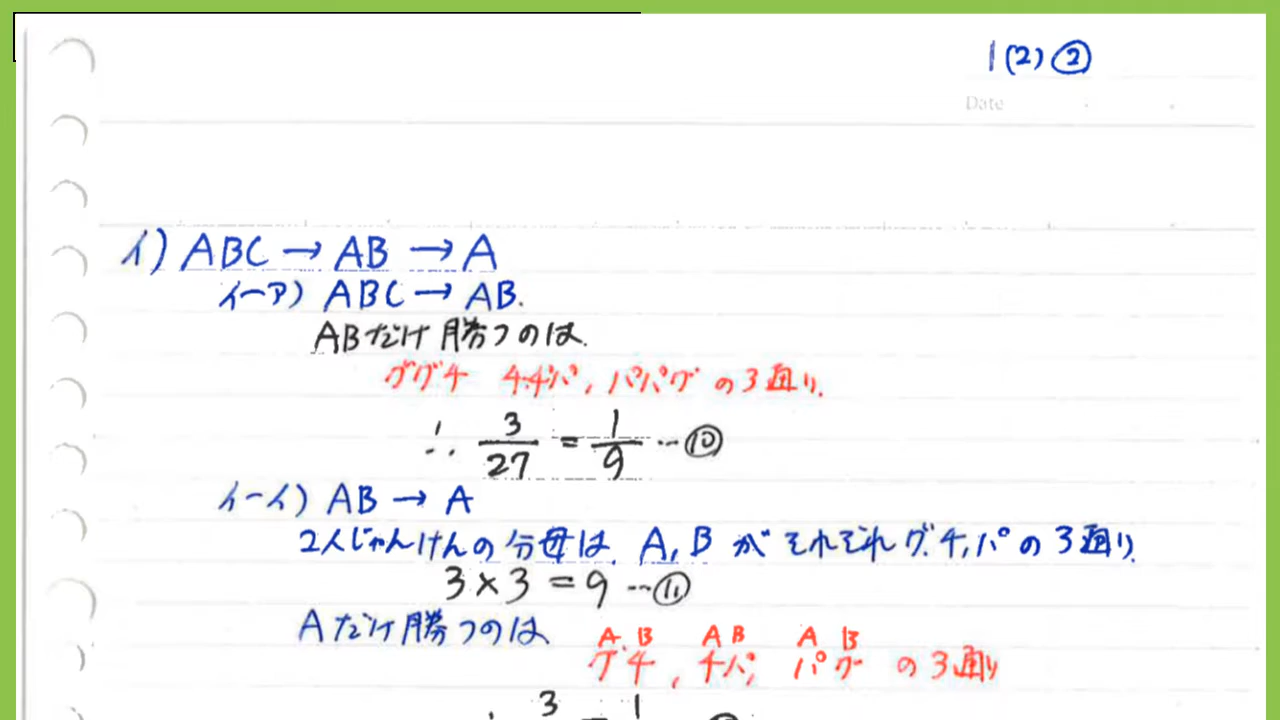 1(2)②
Date
イ) ABC → AB → A
イーア) ABC → AB.
ABだけ勝つのは.
ググチ チチパ, パパグ の3通り.
∴ 3/27 = 1/9 …⑩
イーイ) AB → A
2人じゃんけんの分母は, A, B がそれぞれグ,チ,パの3通り.
3×3=9 …⑪
Aだけ勝つのは
A B A B A B
グチ, チパ, パグ の3通り
3 = 1